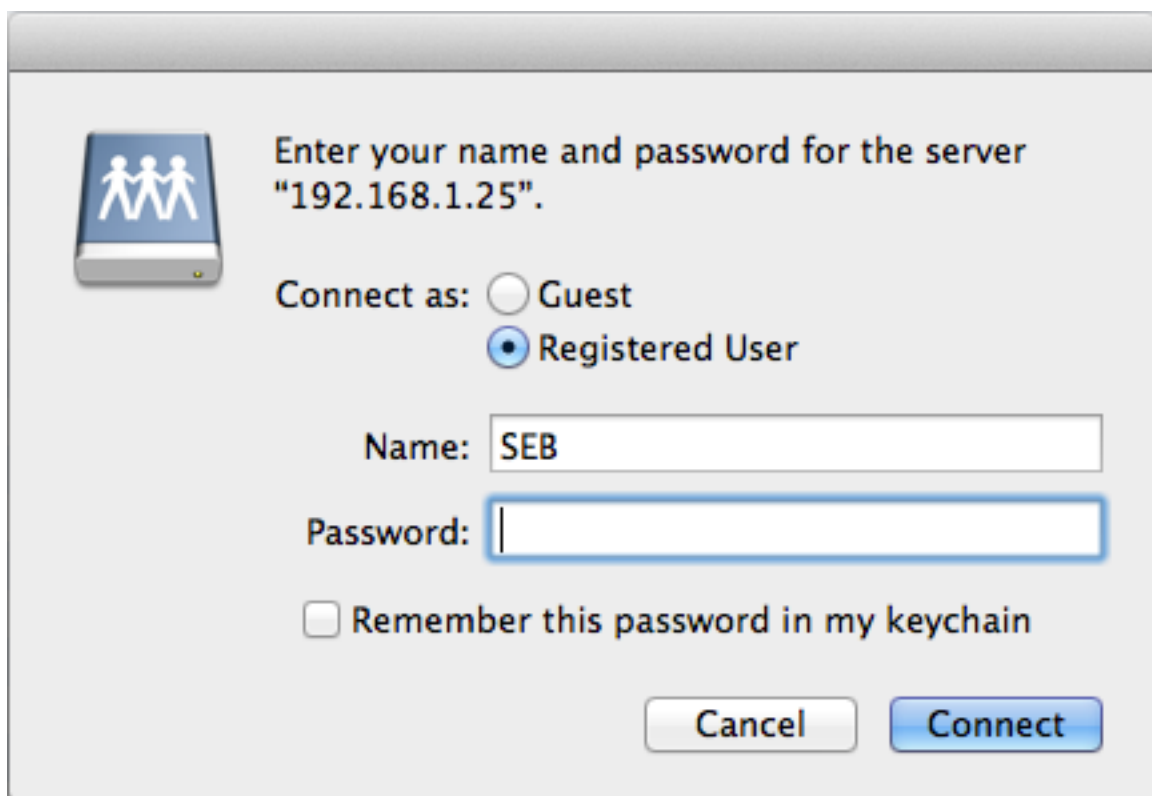 Enter your name and password for the server
“192.168.1.25”.
Connect as: Guest
Registered User
Name: SEB
Password:
Remember this password in my keychain
Cancel Connect